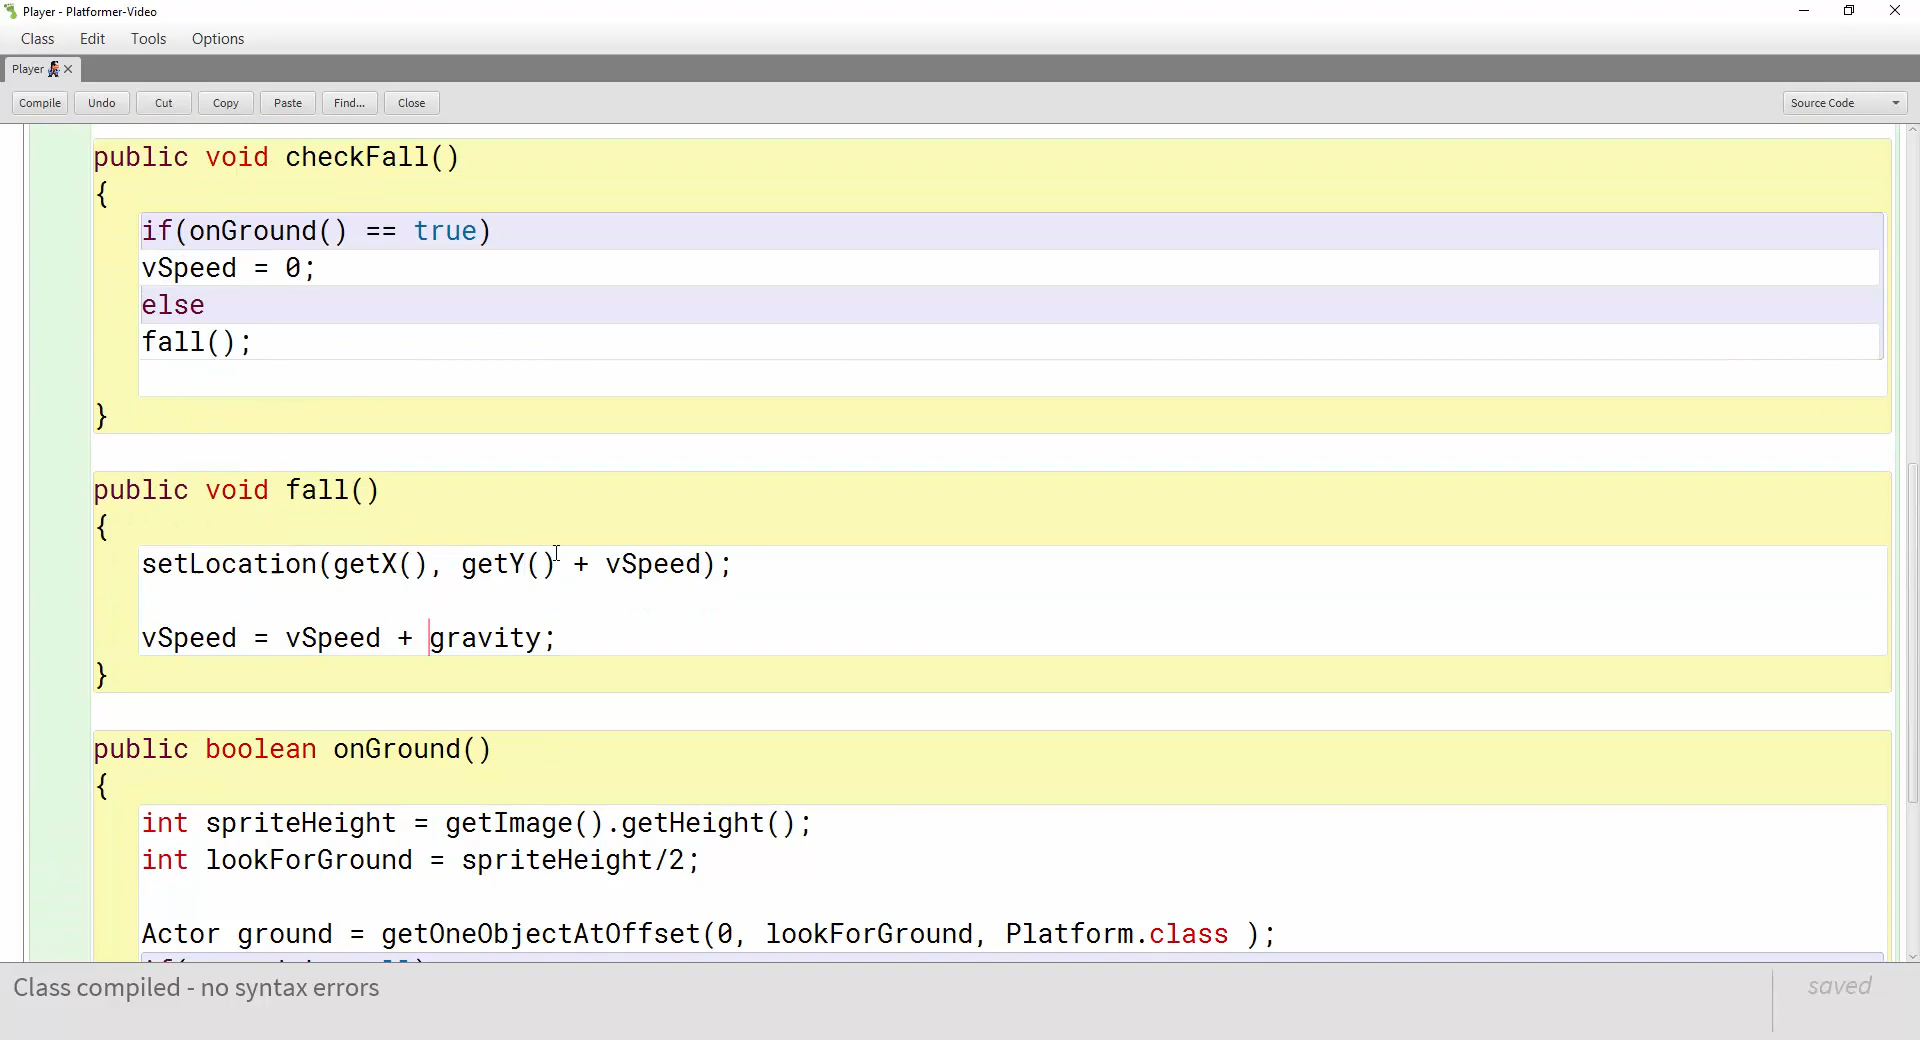 Player - Platformer-Video
Class Edit Tools Options
Player
Compile Undo Cut Copy Paste Find... Close Source Code
public void checkFall()
{
if(onGround() == true)
vSpeed = 0;
else
fall();
}
public void fall()
{
setLocation(getX(), getY() + vSpeed);
vSpeed = vSpeed + gravity;
}
public boolean onGround()
{
int spriteHeight = getImage().getHeight();
int lookForGround = spriteHeight/2;
Actor ground = getOneObjectAtOffset(0, lookForGround, Platform.class );
Class compiled - no syntax errors
saved